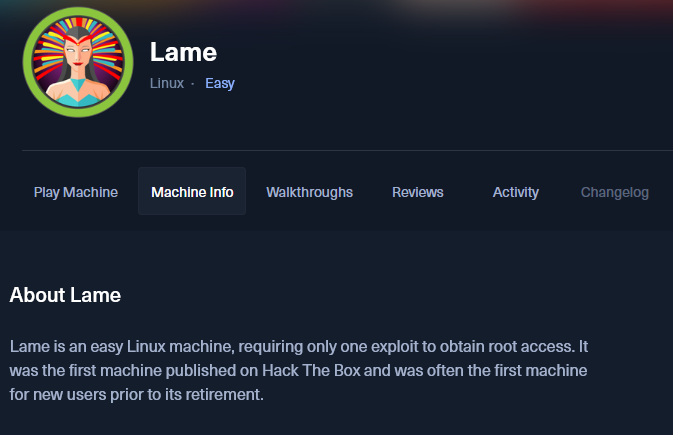 Lame
Linux · Easy
Play Machine Machine Info Walkthroughs Reviews Activity Changelog
About Lame
Lame is an easy Linux machine, requiring only one exploit to obtain root access. It
was the first machine published on Hack The Box and was often the first machine
for new users prior to its retirement.